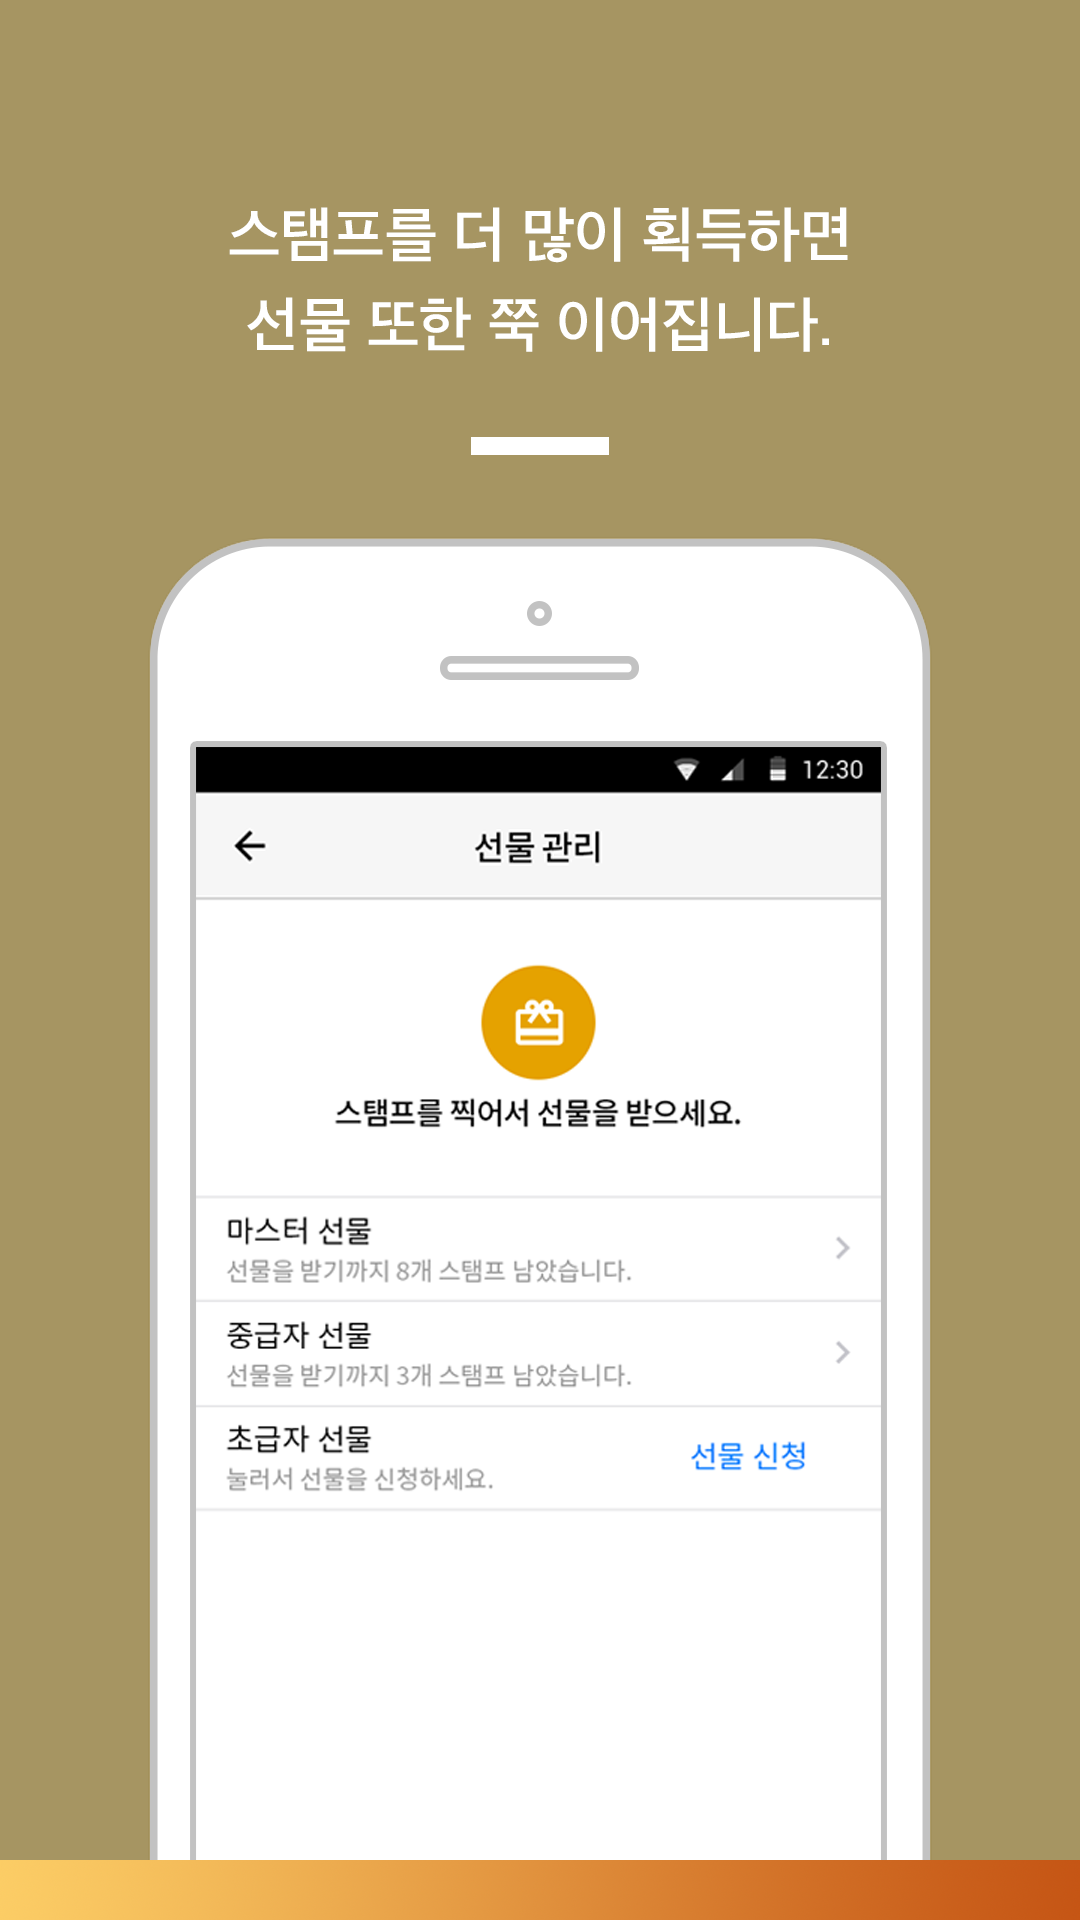 스탬프를 더 많이 획득하면
선물 또한 쭉 이어집니다.
12:30
선물 관리
스탬프를 찍어서 선물을 받으세요.
마스터 선물
선물을 받기까지 8개 스탬프 남았습니다.
중급자 선물
선물을 받기까지 3개 스탬프 남았습니다.
초급자 선물
눌러서 선물을 신청하세요.
선물 신청